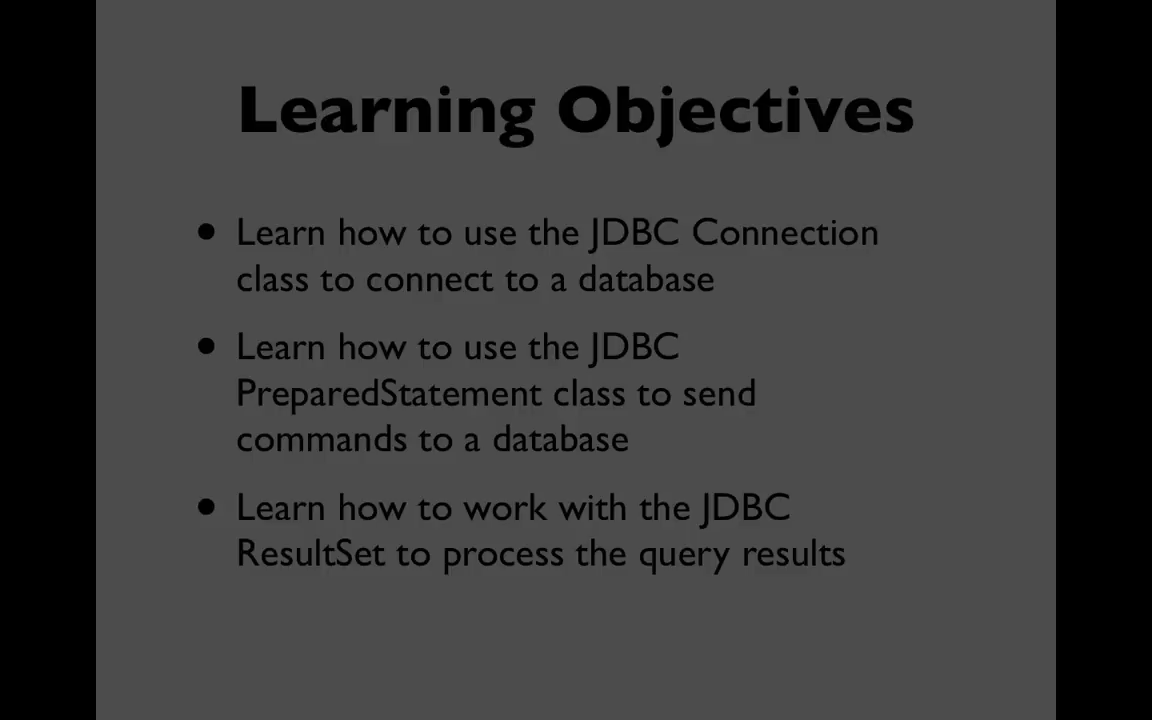 Learning Objectives
• Learn how to use the JDBC Connection
class to connect to a database
• Learn how to use the JDBC
PreparedStatement class to send
commands to a database
• Learn how to work with the JDBC
ResultSet to process the query results